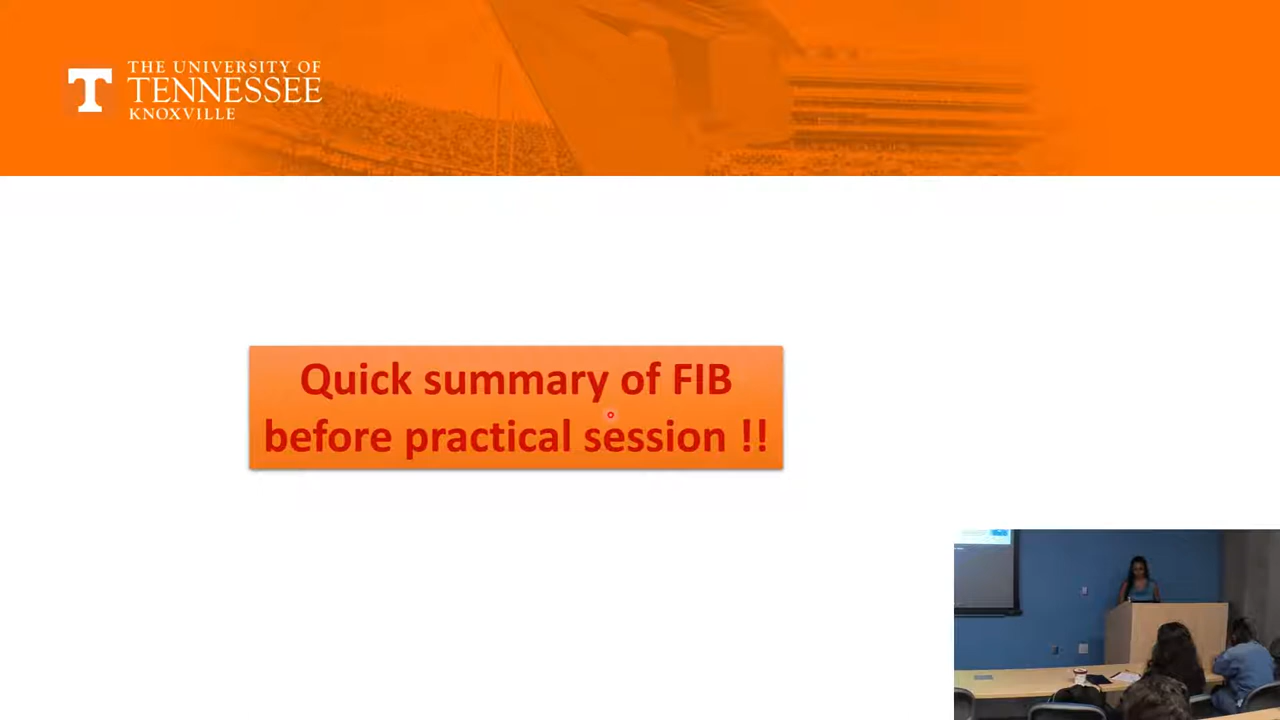 THE UNIVERSITY OF
TENNESSEE
KNOXVILLE
Quick summary of FIB
before practical session !!